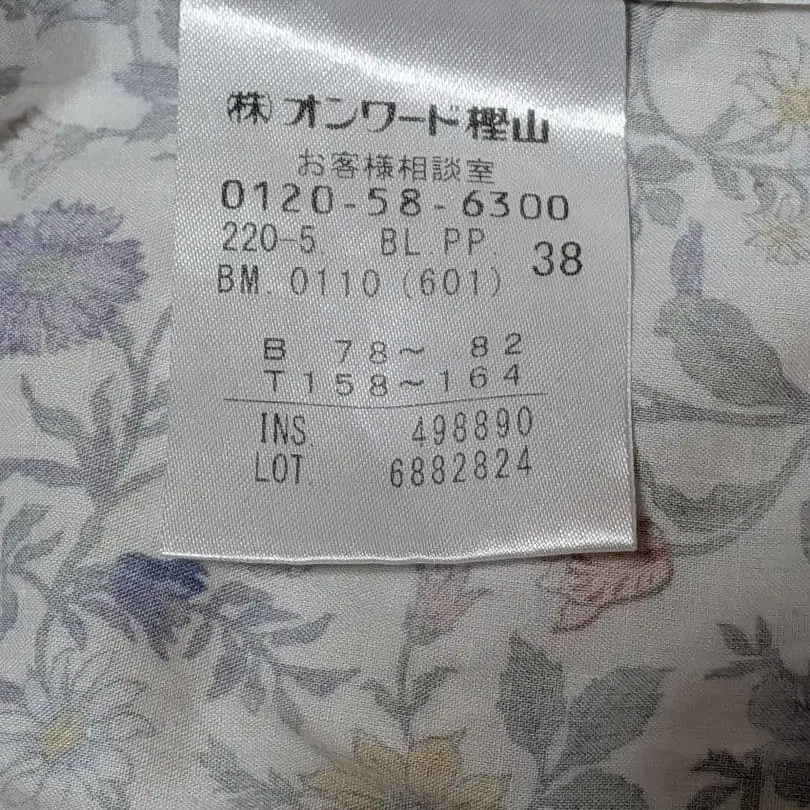 ㈱オンワード樫山
お客様相談室
0120-58-6300
220-5. BL.PP. 38
BM.0110(601)
B 78～ 82
T158～164
INS. 498890
LOT. 6882824